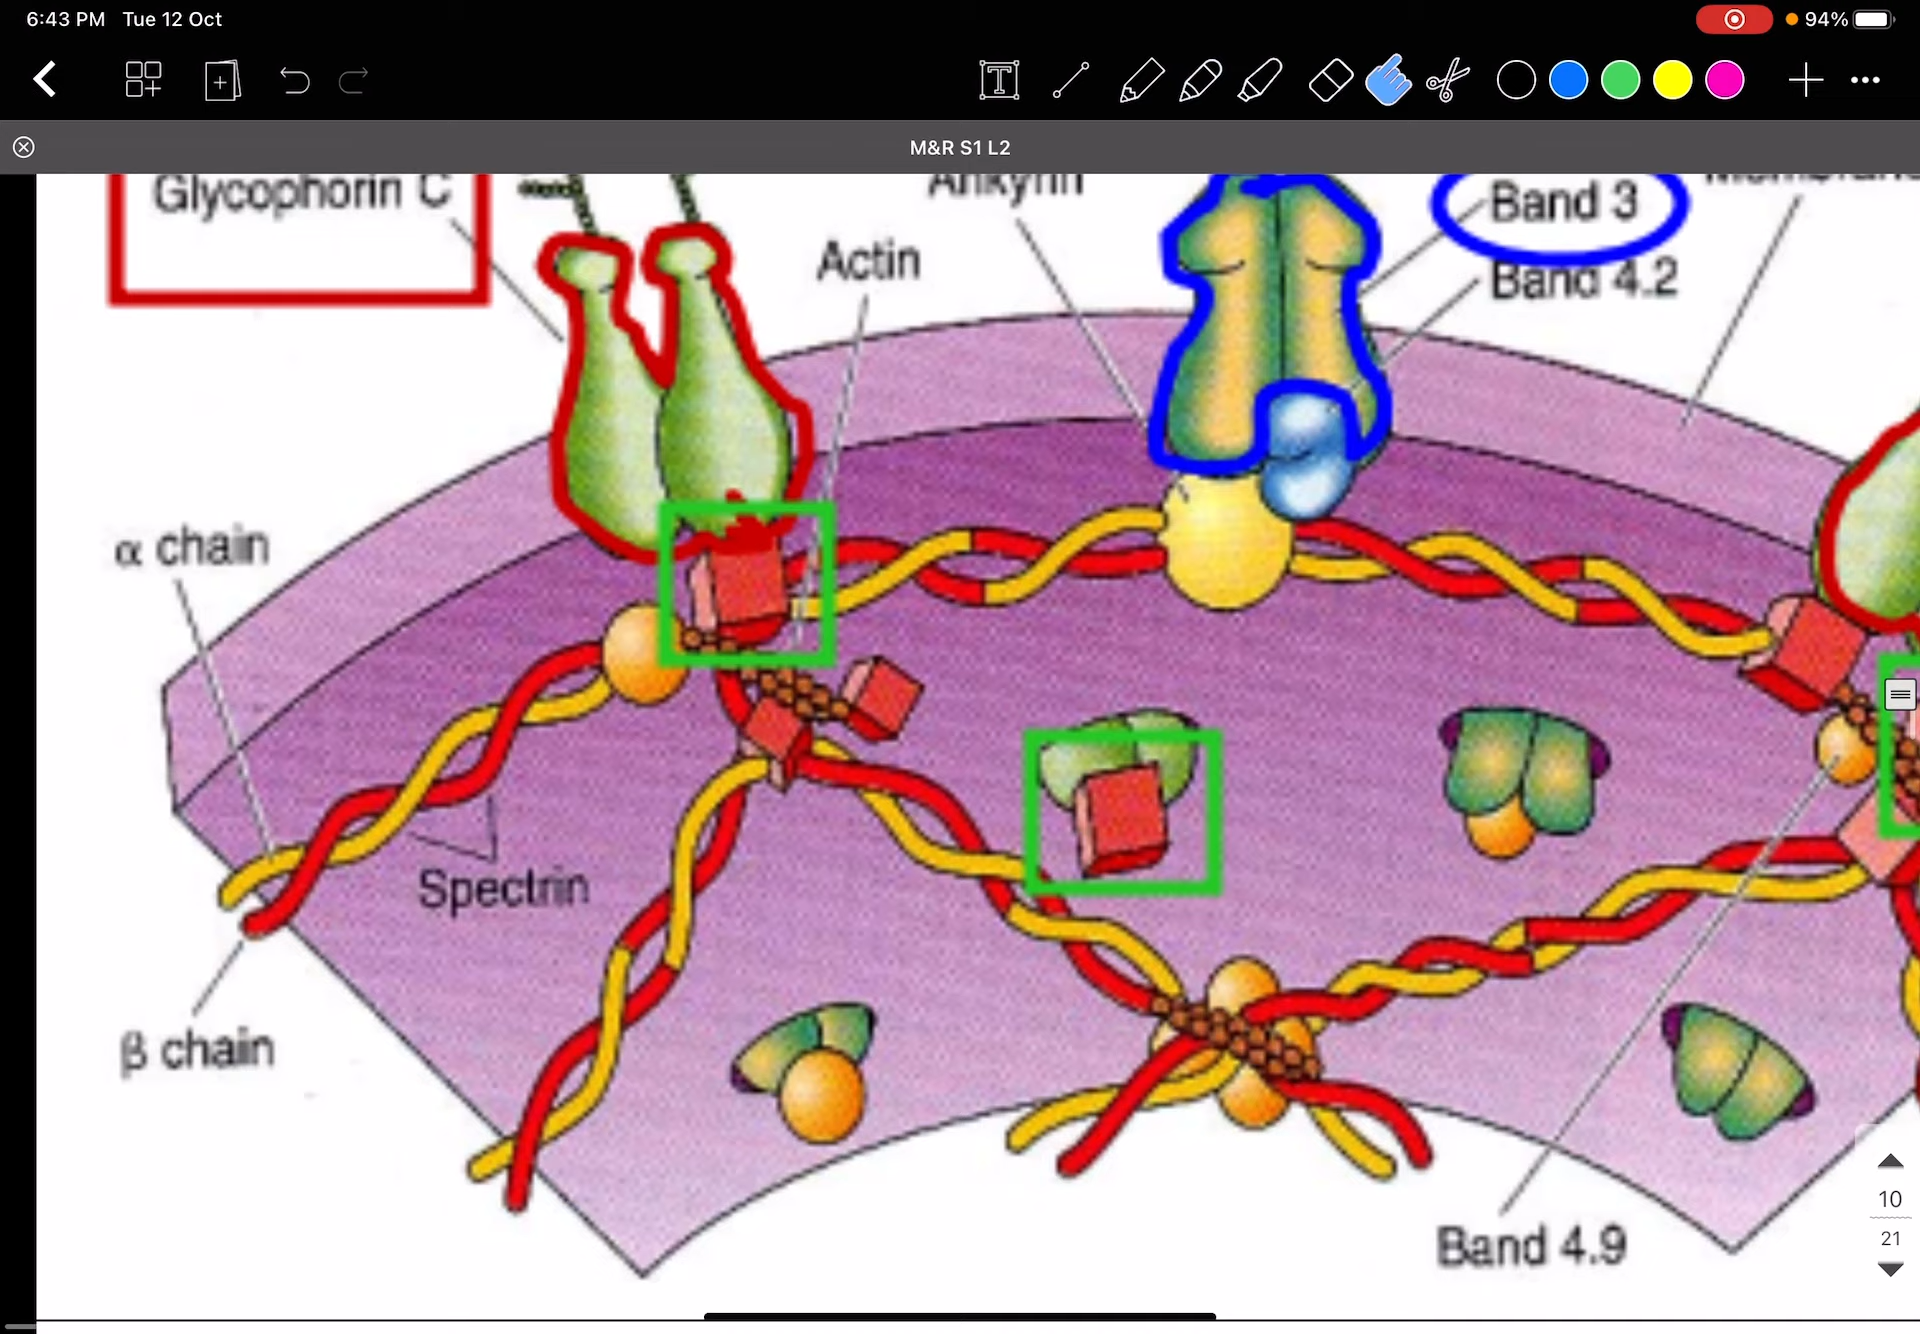 6:43 PM Tue 12 Oct
94%
T
M&R S1 L2
Glycophorin C
Ankyrin
Band 3
Actin
Band 4.2
α chain
Spectrin
β chain
Band 4.9
10
21